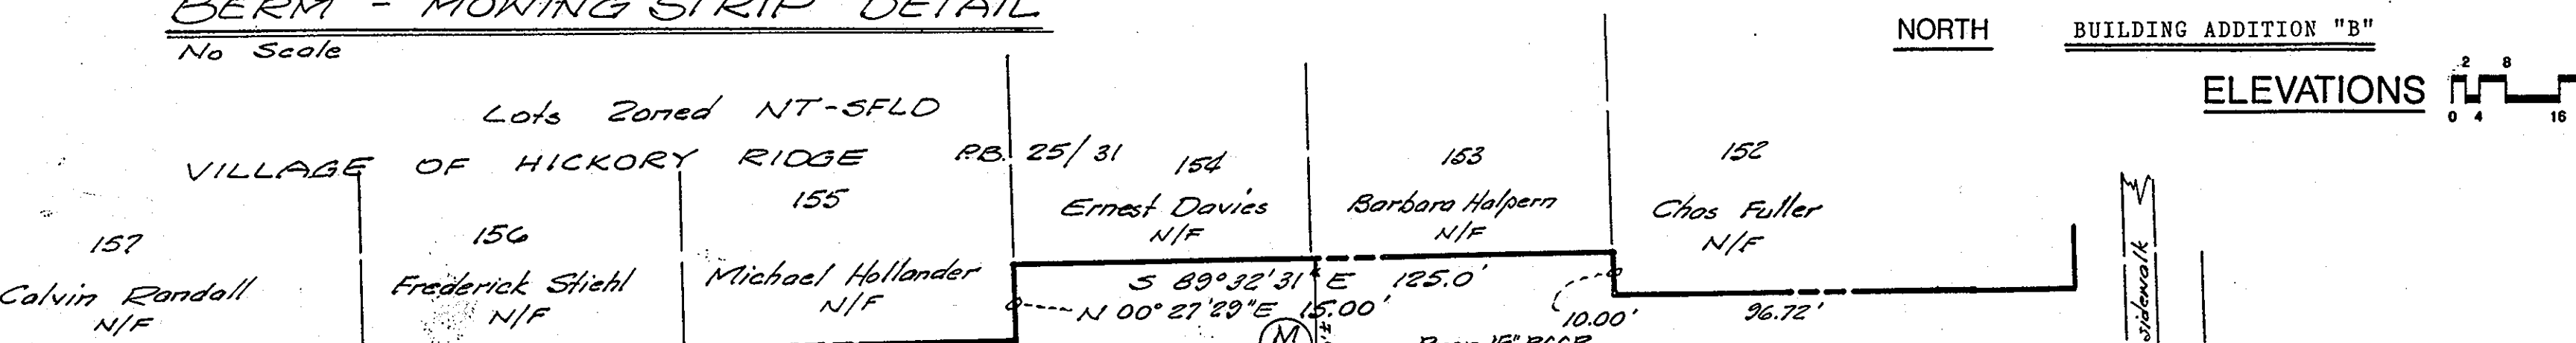 BERM - MOWING STRIP DETAIL
No Scale
NORTH
BUILDING ADDITION "B"
ELEVATIONS
2 8
0 4 16
Lots Zoned NT-SFLD
VILLAGE OF HICKORY RIDGE P.B. 25/31
157
Calvin Randall
N/F
156
Frederick Stiehl
N/F
155
Michael Hollander
N/F
154
Ernest Davies
N/F
153
Barbara Halpern
N/F
152
Chas Fuller
N/F
S 89°32'31" E 125.0'
N 00°27'29"E 15.00'
10.00'
96.72'
M
sidewalk